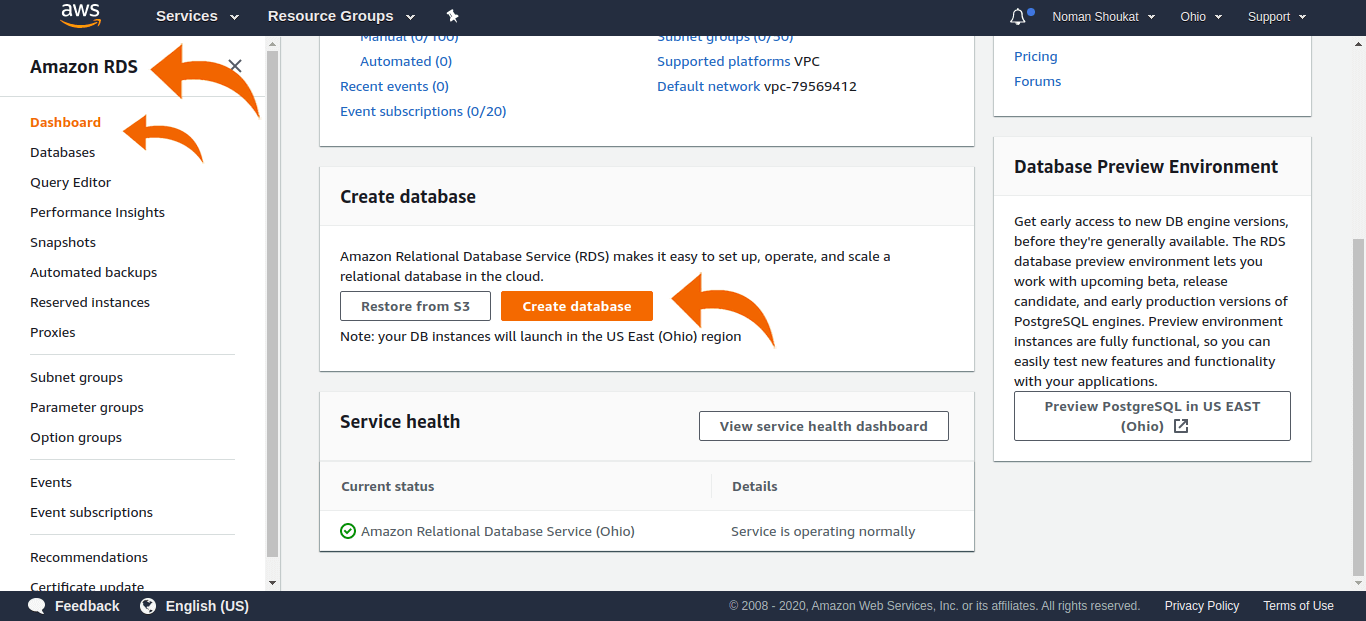 aws
Services
Resource Groups
Noman Shoukat
Ohio
Support
Amazon RDS
Dashboard
Databases
Query Editor
Performance Insights
Snapshots
Automated backups
Reserved instances
Proxies
Subnet groups
Parameter groups
Option groups
Events
Event subscriptions
Recommendations
Certificate update
Manual (0/100)
Automated (0)
Recent events (0)
Event subscriptions (0/20)
Subnet groups (0/50)
Supported platforms VPC
Default network vpc-79569412
Create database
Amazon Relational Database Service (RDS) makes it easy to set up, operate, and scale a
relational database in the cloud.
Restore from S3
Create database
Note: your DB instances will launch in the US East (Ohio) region
Service health
View service health dashboard
Current status
Details
Amazon Relational Database Service (Ohio)
Service is operating normally
Pricing
Forums
Database Preview Environment
Get early access to new DB engine versions,
before they're generally available. The RDS
database preview environment lets you
work with upcoming beta, release
candidate, and early production versions of
PostgreSQL engines. Preview environment
instances are fully functional, so you can
easily test new features and functionality
with your applications.
Preview PostgreSQL in US EAST
(Ohio)
Feedback
English (US)
© 2008 - 2020, Amazon Web Services, Inc. or its affiliates. All rights reserved.
Privacy Policy
Terms of Use